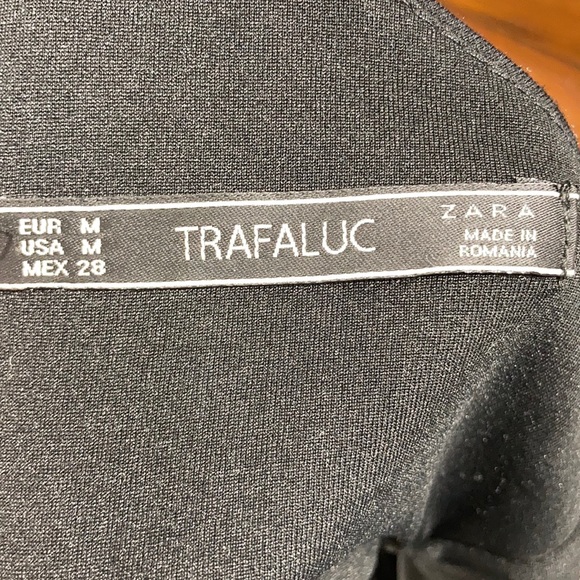 EUR M
USA M
MEX 28
TRAFALUC
ZARA
MADE IN
ROMANIA